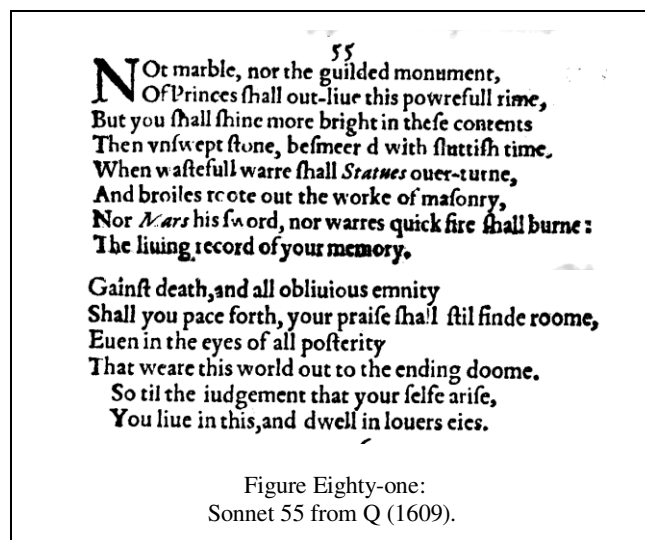 55
NOt marble, nor the guilded monument,
Of Princes ſhall out-liue this powrefull rime,
But you ſhall ſhine more bright in theſe contents
Then vnſwept ſtone, beſmeer d with ſluttiſh time.
When waſtefull warre ſhall Statues ouer-turne,
And broiles roote out the worke of maſonry,
Nor Mars his ſword, nor warres quick fire ſhall burne:
The liuing record of your memory.
Gainſt death,and all obliuious emnity
Shall you pace forth, your praiſe ſhall ſtil finde roome,
Euen in the eyes of all poſterity
That weare this world out to the ending doome.
So til the iudgement that your ſelfe ariſe,
You liue in this,and dwell in louers eies.
Figure Eighty-one:
Sonnet 55 from Q (1609).